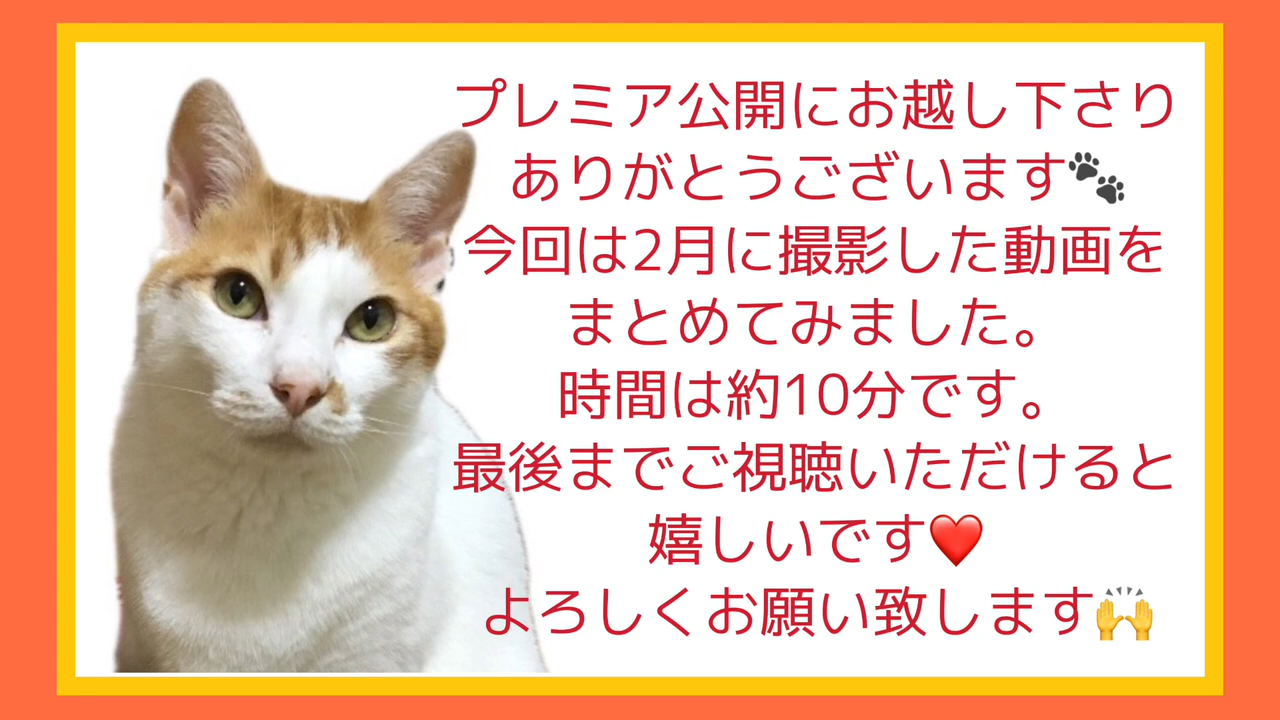 プレミア公開にお越し下さり
ありがとうございます🐾
今回は2月に撮影した動画を
まとめてみました。
時間は約10分です。
最後までご視聴いただけると
嬉しいです❤️
よろしくお願い致します🙌